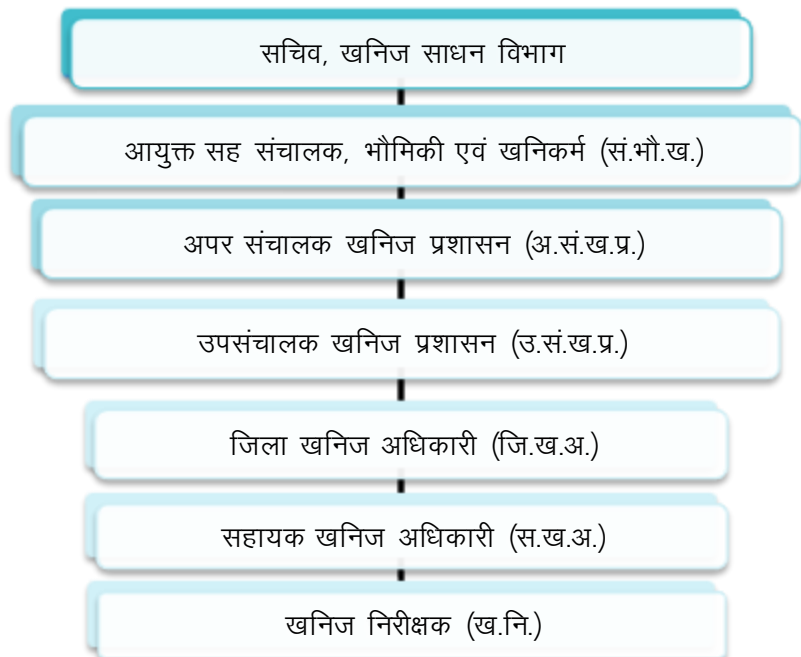 सचिव, खनिज साधन विभाग
आयुक्त सह संचालक, भौमिकी एवं खनिकर्म (सं.भौ.ख.)
अपर संचालक खनिज प्रशासन (अ.सं.ख.प्र.)
उपसंचालक खनिज प्रशासन (उ.सं.ख.प्र.)
जिला खनिज अधिकारी (जि.ख.अ.)
सहायक खनिज अधिकारी (स.ख.अ.)
खनिज निरीक्षक (ख.नि.)